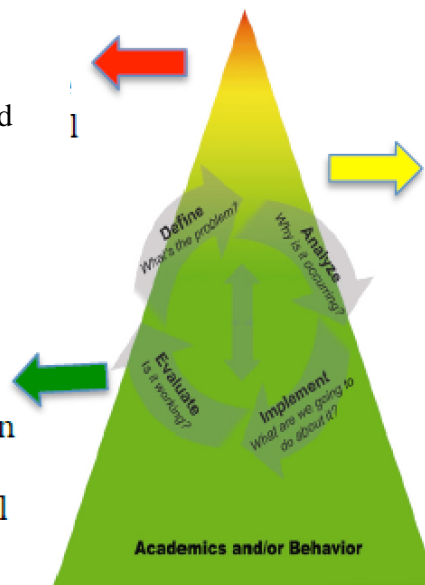 d
l
Define
What's the problem?
Analyze
Why is it occurring?
Implement
What are we going to
do about it?
Evaluate
Is it working?
n
l
Academics and/or Behavior